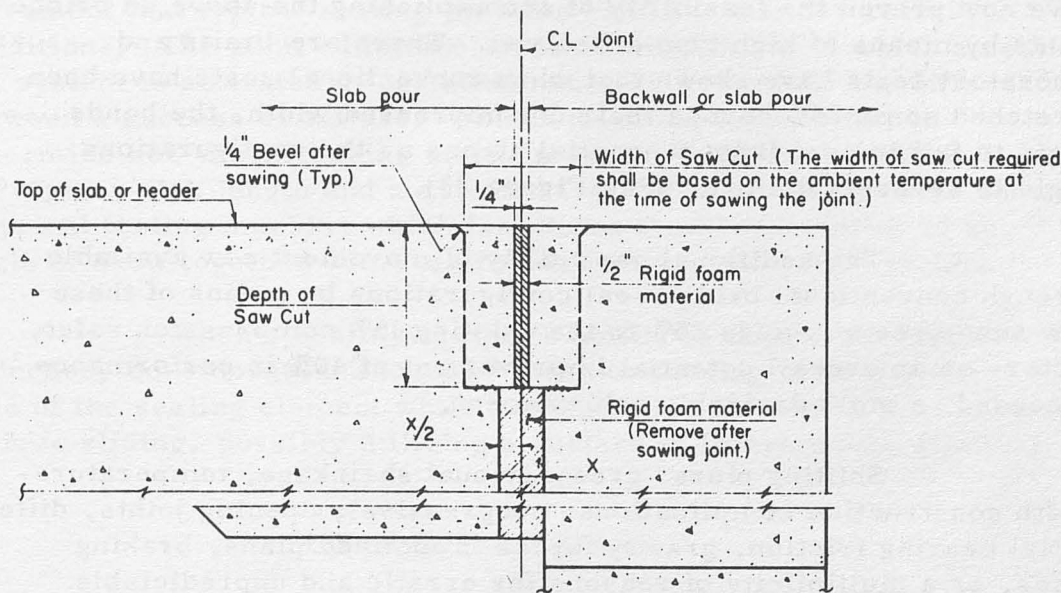 C.L. Joint
Slab pour
Backwall or slab pour
1/4" Bevel after
sawing (Typ.)
Width of Saw Cut (The width of saw cut required
shall be based on the ambient temperature at
the time of sawing the joint.)
1/4"
Top of slab or header
1/2" Rigid foam
material
Depth of
Saw Cut
Rigid foam material
(Remove after
sawing joint.)
X/2
X